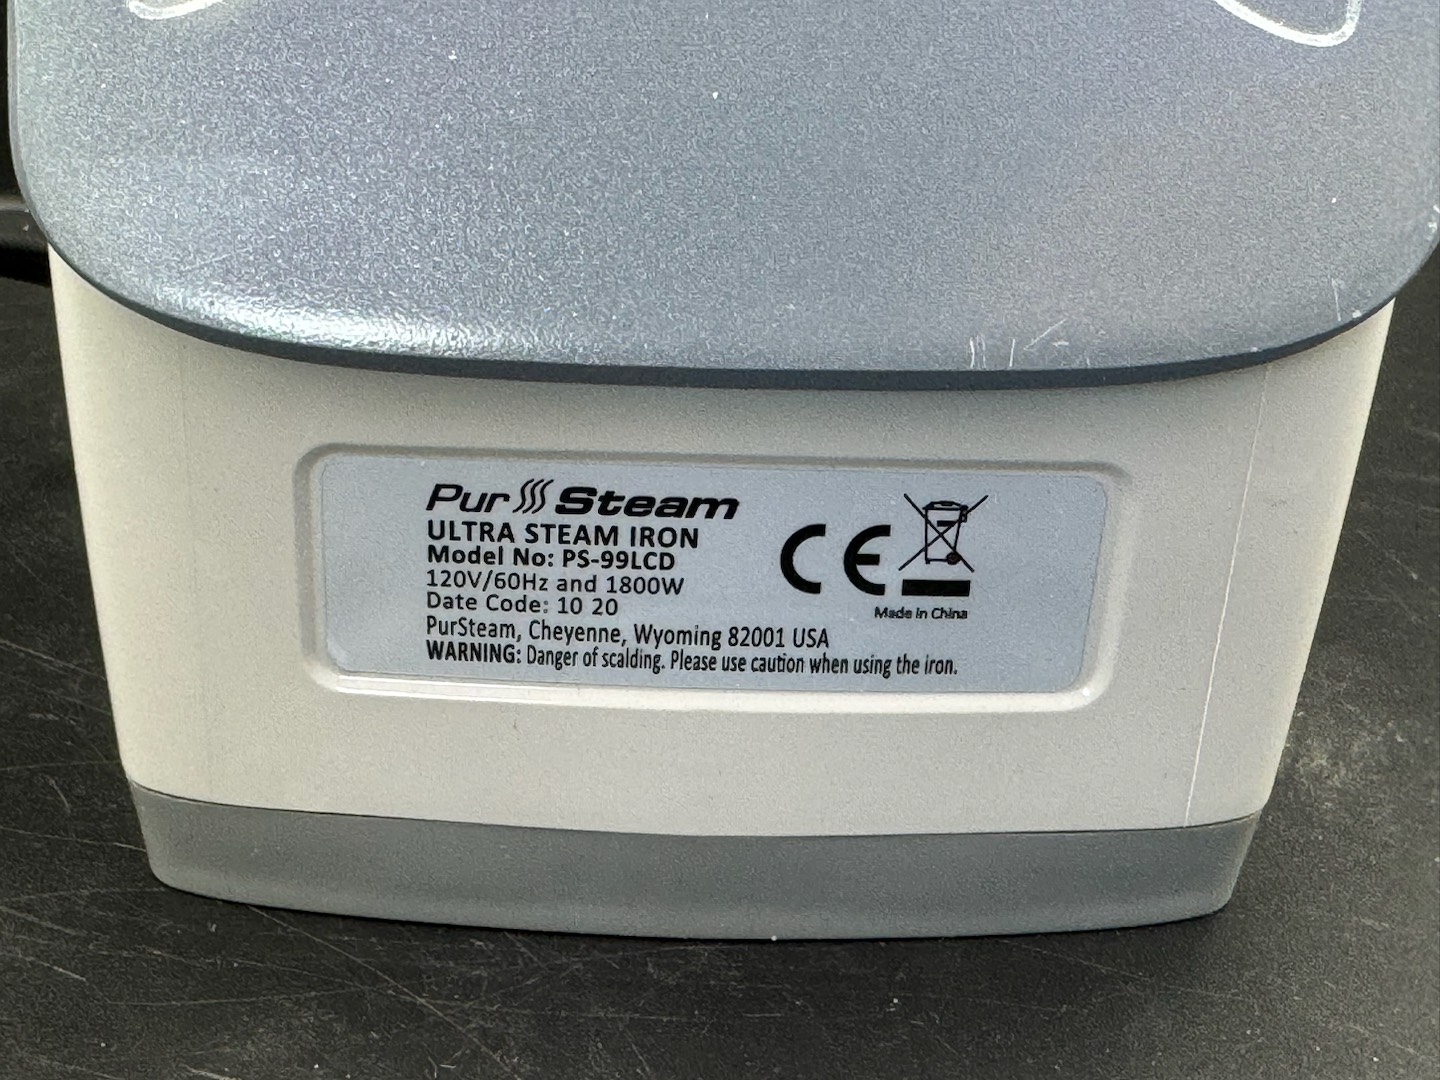 Pur Steam
ULTRA STEAM IRON
Model No: PS-99LCD
120V/60Hz and 1800W
Date Code: 10 20
PurSteam, Cheyenne, Wyoming 82001 USA
WARNING: Danger of scalding. Please use caution when using the iron.
CE
Made in China